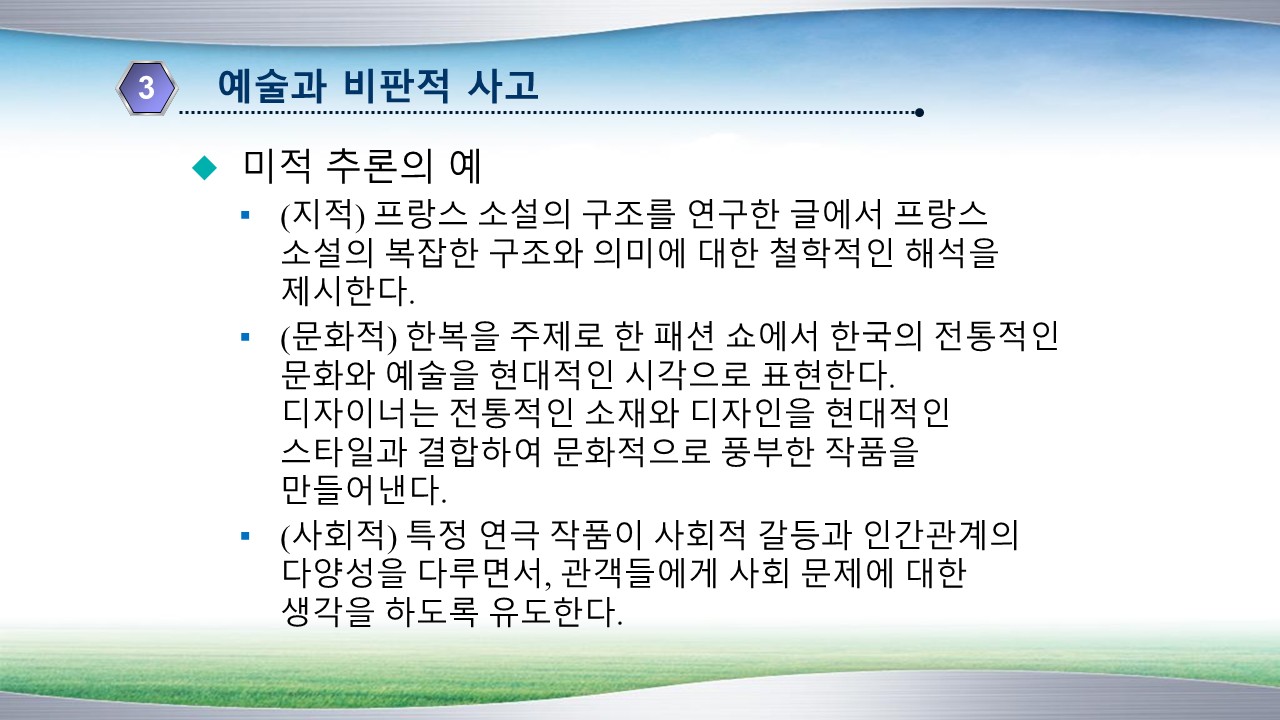 3
예술과 비판적 사고
미적 추론의 예
(지적) 프랑스 소설의 구조를 연구한 글에서 프랑스
소설의 복잡한 구조와 의미에 대한 철학적인 해석을
제시한다.
(문화적) 한복을 주제로 한 패션 쇼에서 한국의 전통적인
문화와 예술을 현대적인 시각으로 표현한다.
디자이너는 전통적인 소재와 디자인을 현대적인
스타일과 결합하여 문화적으로 풍부한 작품을
만들어낸다.
(사회적) 특정 연극 작품이 사회적 갈등과 인간관계의
다양성을 다루면서, 관객들에게 사회 문제에 대한
생각을 하도록 유도한다.